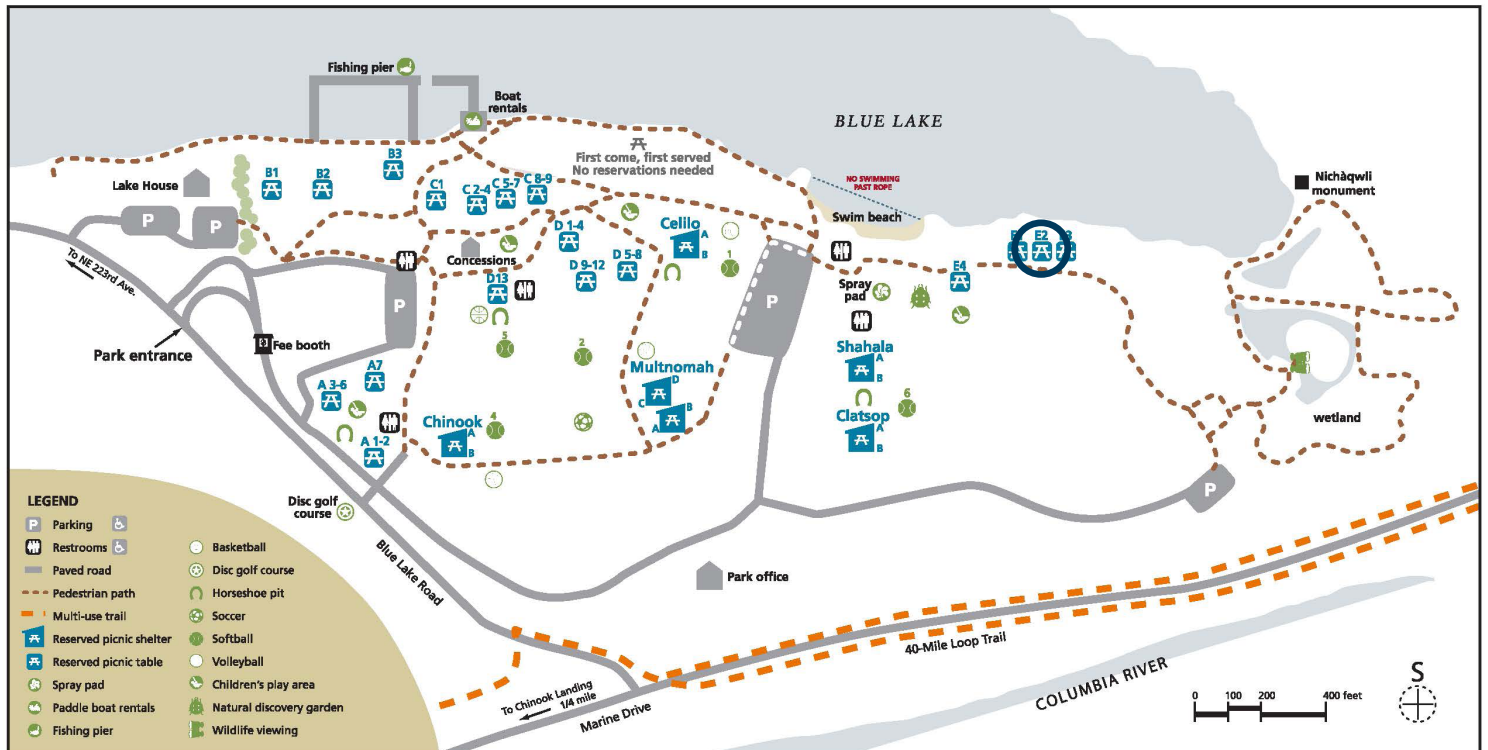 Fishing pier
Boat
rentals
BLUE LAKE
First come, first served
No reservations needed
NO SWIMMING
PAST ROPE
Nichàqwli
monument
Lake House
B1
B2
B3
C1
C 2-4
C 5-7
C 8-9
Swim beach
P
P
To NE 223rd Ave.
Concessions
D 1-4
D 9-12
D 5-8
D13
Celilo
A
B
1
E2
E4
P
P
Spray
pad
Park entrance
Fee booth
5
2
A7
A 3-6
A 1-2
Chinook
A
B
4
Multnomah
D
C
B
A
Shahala
A
B
6
Clatsop
A
B
wetland
P
Disc golf
course
Blue Lake Road
Park office
40-Mile Loop Trail
COLUMBIA RIVER
To Chinook Landing
1/4 mile
Marine Drive
0 100 200 400 feet
S
LEGEND
P Parking
Restrooms
Paved road
Pedestrian path
Multi-use trail
Reserved picnic shelter
Reserved picnic table
Spray pad
Paddle boat rentals
Fishing pier
Basketball
Disc golf course
Horseshoe pit
Soccer
Softball
Volleyball
Children's play area
Natural discovery garden
Wildlife viewing